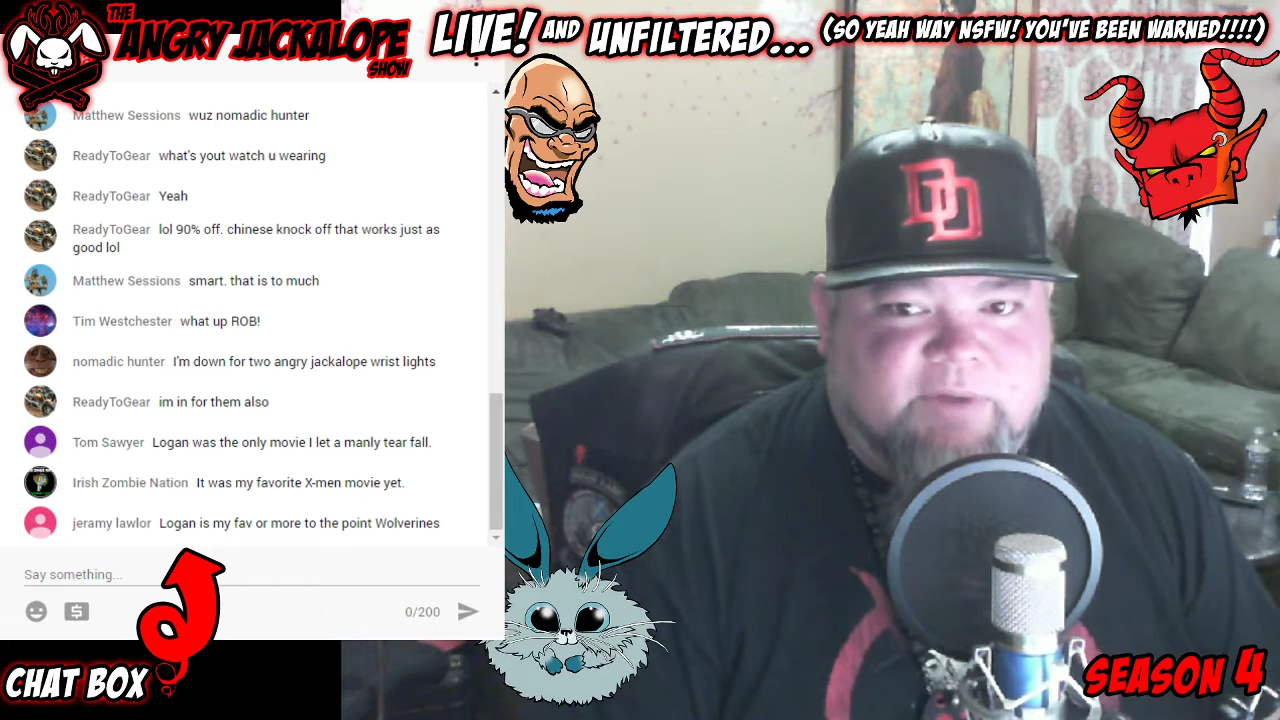 THE
ANGRY JACKALOPE
SHOW
LIVE! AND UNFILTERED...
(SO YEAH WAY NSFW! YOU'VE BEEN WARNED!!!!)
Matthew Sessions wuz nomadic hunter
ReadyToGear what's yout watch u wearing
ReadyToGear Yeah
ReadyToGear lol 90% off. chinese knock off that works just as
good lol
Matthew Sessions smart. that is to much
Tim Westchester what up ROB!
nomadic hunter I'm down for two angry jackalope wrist lights
ReadyToGear im in for them also
Tom Sawyer Logan was the only movie I let a manly tear fall.
Irish Zombie Nation It was my favorite X-men movie yet.
jeramy lawlor Logan is my fav or more to the point Wolverines
Say something...
0/200
CHAT BOX
DD
SEASON 4